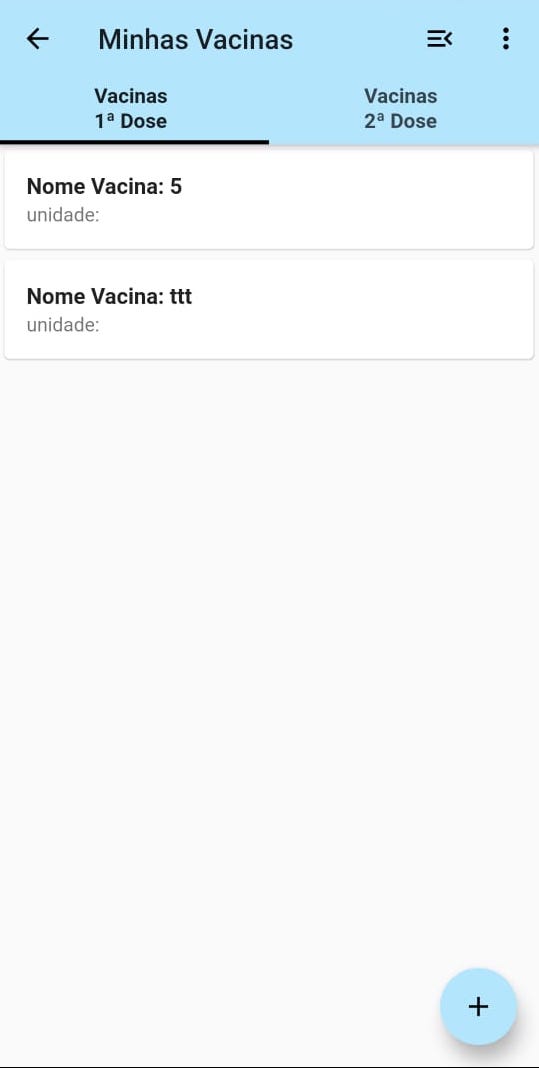 Minhas Vacinas
Vacinas
1ª Dose
Vacinas
2ª Dose
Nome Vacina: 5
unidade:
Nome Vacina: ttt
unidade: